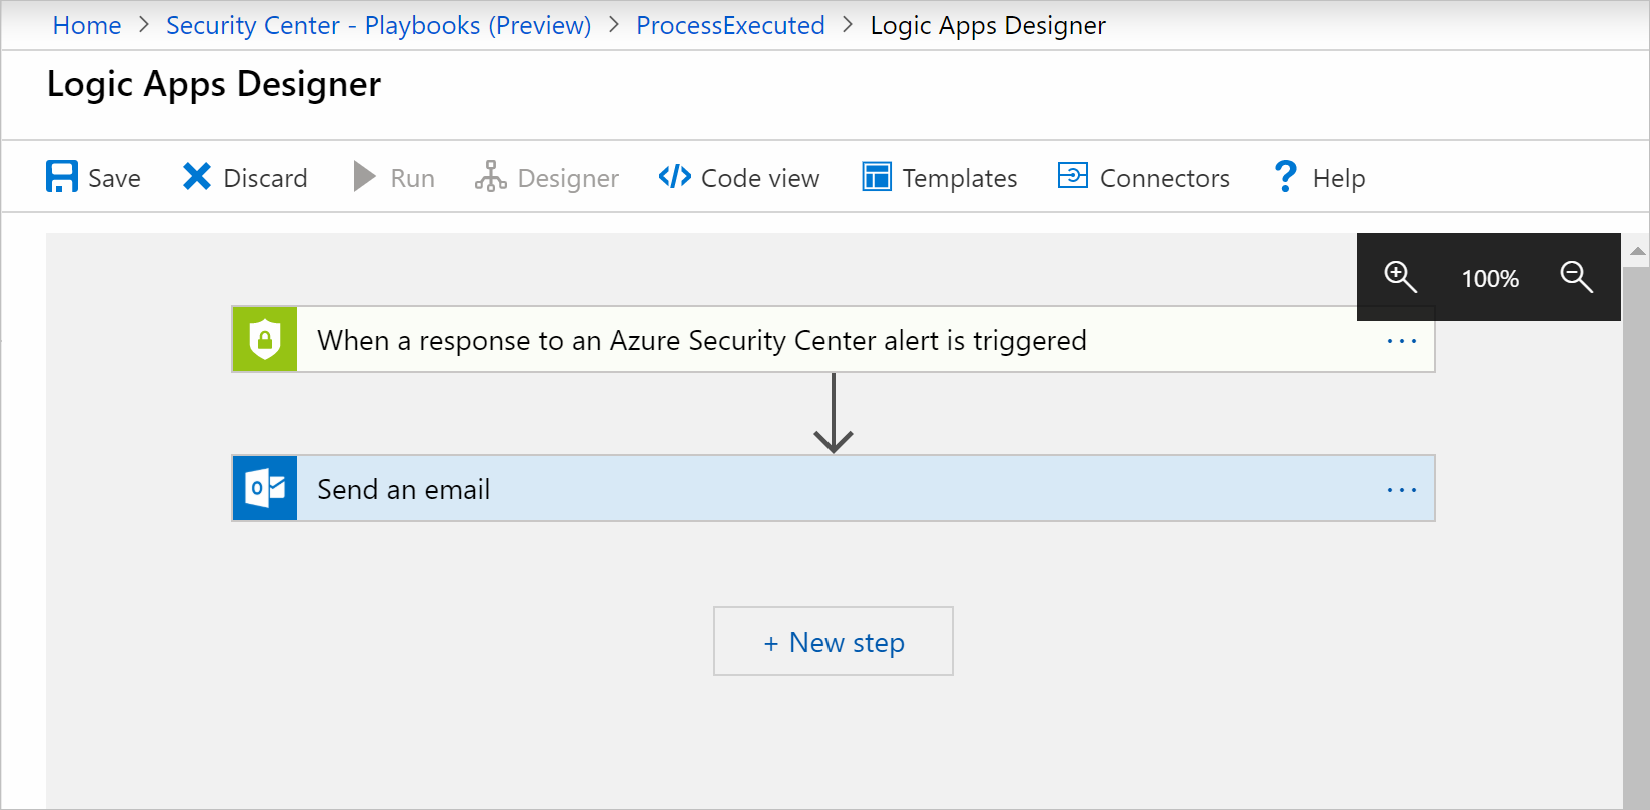 Home > Security Center - Playbooks (Preview) > ProcessExecuted > Logic Apps Designer
Logic Apps Designer
Save Discard Run Designer Code view Templates Connectors ? Help
100%
When a response to an Azure Security Center alert is triggered ...
Send an email ...
+ New step